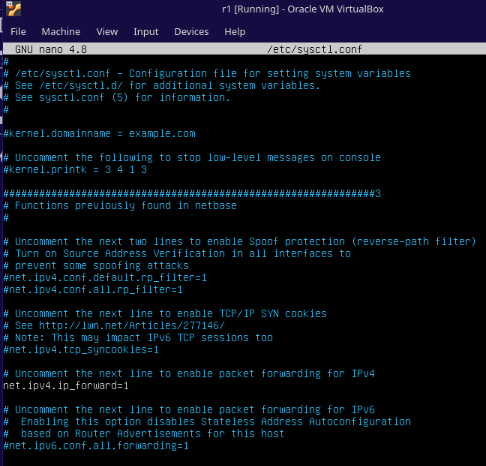 r1 [Running] - Oracle VM VirtualBox
File Machine View Input Devices Help
GNU nano 4.8 /etc/sysctl.conf
#
# /etc/sysctl.conf - Configuration file for setting system variables
# See /etc/sysctl.d/ for additional system variables.
# See sysctl.conf (5) for information.
#
#kernel.domainname = example.com
# Uncomment the following to stop low-level messages on console
#kernel.printk = 3 4 1 3
##############################################################3
# Functions previously found in netbase
#
# Uncomment the next two lines to enable Spoof protection (reverse-path filter)
# Turn on Source Address Verification in all interfaces to
# prevent some spoofing attacks
#net.ipv4.conf.default.rp_filter=1
#net.ipv4.conf.all.rp_filter=1
# Uncomment the next line to enable TCP/IP SYN cookies
# See http://lwn.net/Articles/277146/
# Note: This may impact IPv6 TCP sessions too
#net.ipv4.tcp_syncookies=1
# Uncomment the next line to enable packet forwarding for IPv4
net.ipv4.ip_forward=1
# Uncomment the next line to enable packet forwarding for IPv6
#  Enabling this option disables Stateless Address Autoconfiguration
#  based on Router Advertisements for this host
#net.ipv6.conf.all.forwarding=1